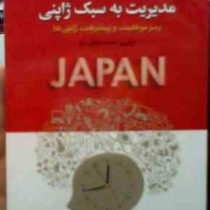 مدیریت به سبک ژاپنی
رمز موفقیت و پیشرفت ژاپنی‌ها
JAPAN